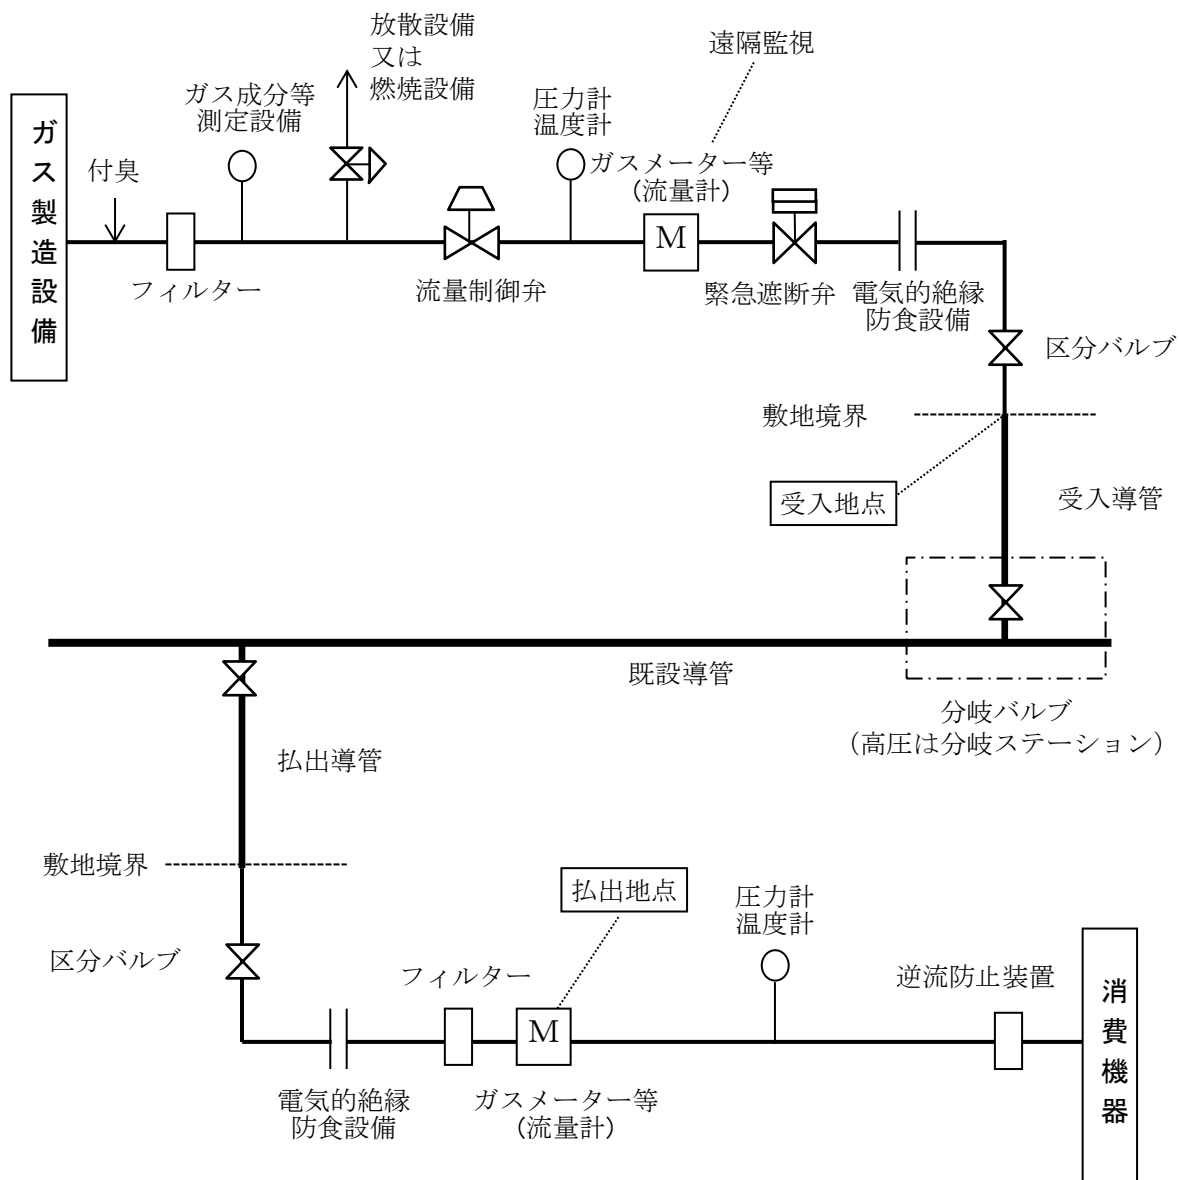 放散設備
又は
燃焼設備
遠隔監視
ガス成分等
測定設備
圧力計
温度計
ガス製造設備
付臭
ガスメーター等
(流量計)
M
フィルター
流量制御弁
緊急遮断弁
電気的絶縁
防食設備
区分バルブ
敷地境界
受入地点
受入導管
既設導管
分岐バルブ
(高圧は分岐ステーション)
払出導管
敷地境界
払出地点
圧力計
温度計
区分バルブ
フィルター
逆流防止装置
M
消費機器
電気的絶縁
防食設備
ガスメーター等
(流量計)